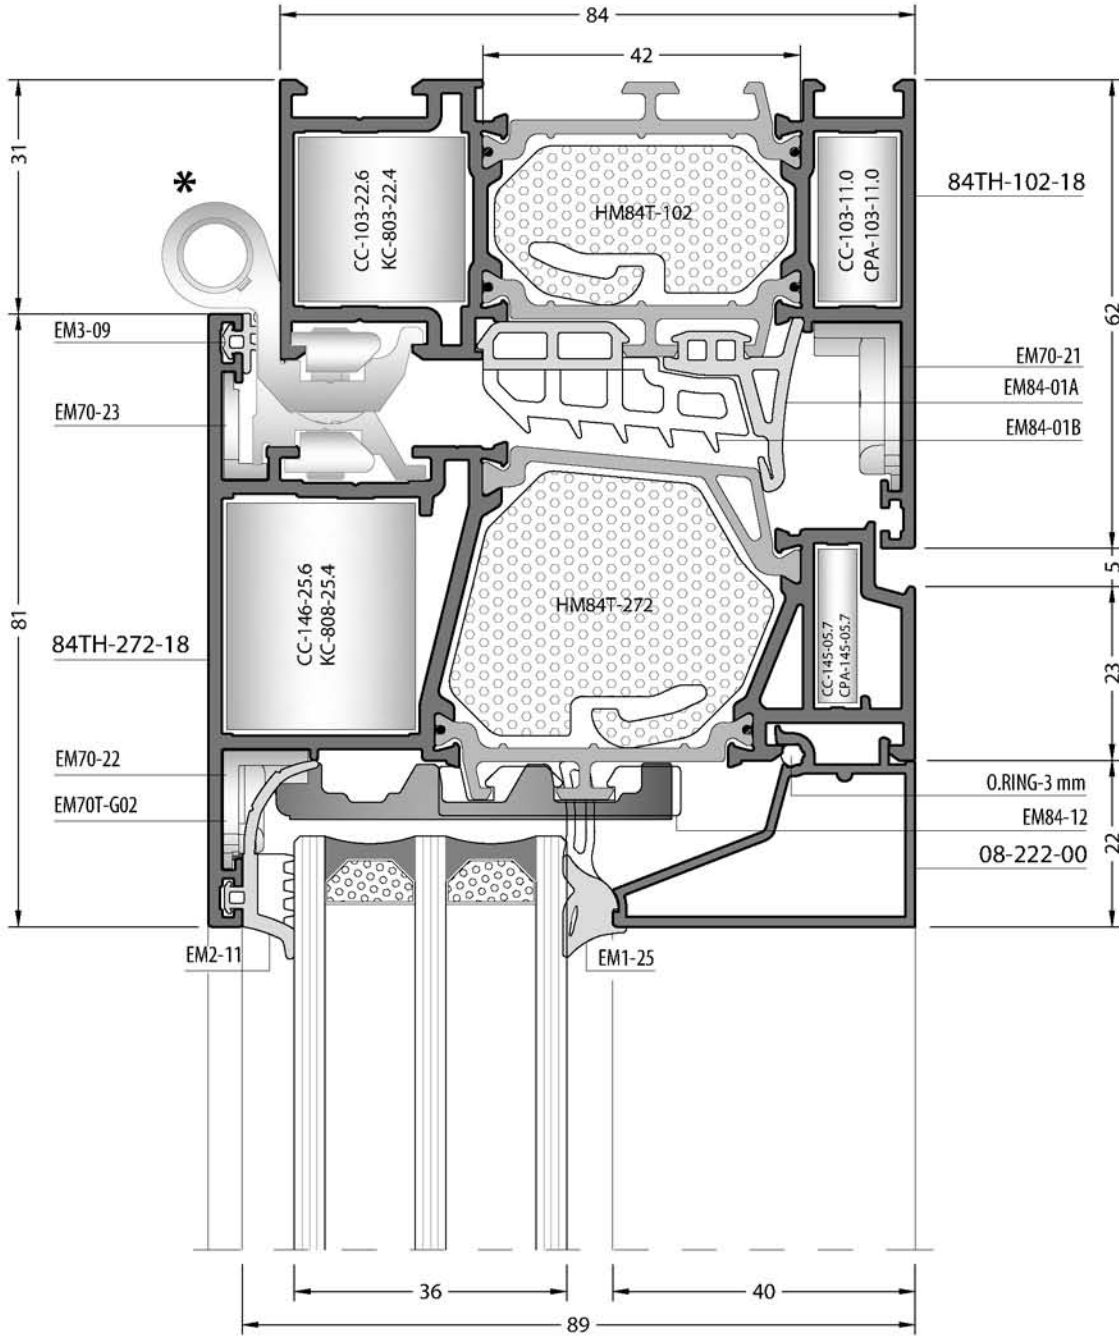 84
42
31
*
CC-103-22.6
KC-803-22.4
HM84T-102
CC-103-11.0
CPA-103-11.0
84TH-102-18
62
EM3-09
EM70-23
EM70-21
EM84-01A
EM84-01B
5
81
84TH-272-18
CC-146-25.6
KC-808-25.4
HM84T-272
CC-145-05.7
CPA-145-05.7
23
EM70-22
EM70T-G02
O.RING-3 mm
EM84-12
08-222-00
22
EM2-11
EM1-25
36
40
89